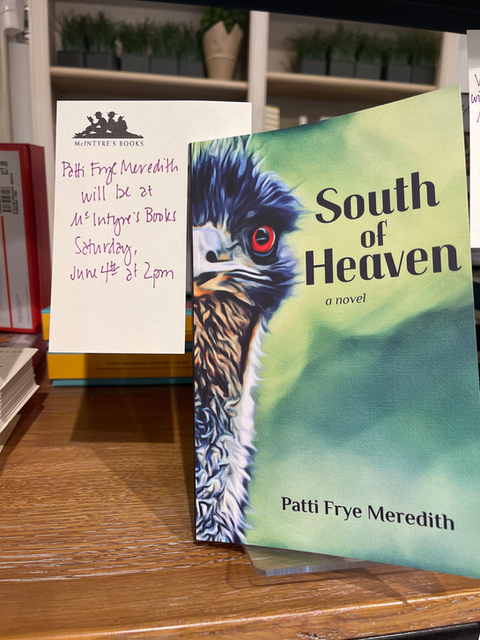 McINTYRE'S BOOKS
Patti Frye Meredith
will be at
McIntyre's Books
Saturday,
June 4th at 2pm
South
of
Heaven
a novel
Patti Frye Meredith